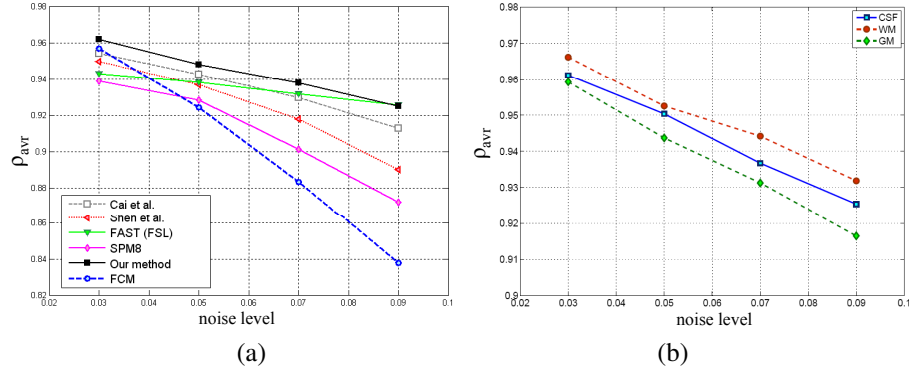 0.98
0.96
0.94
0.92
0.9
0.88
0.86
0.84
0.82
ρavr
Cai et al.
Shen et al.
FAST (FSL)
SPM8
Our method
FCM
0.02 0.03 0.04 0.05 0.06 0.07 0.08 0.09 0.1
noise level
(a)
0.98
0.97
0.96
0.95
0.94
0.93
0.92
0.91
0.9
ρavr
CSF
WM
GM
0.02 0.03 0.04 0.05 0.06 0.07 0.08 0.09 0.1
noise level
(b)